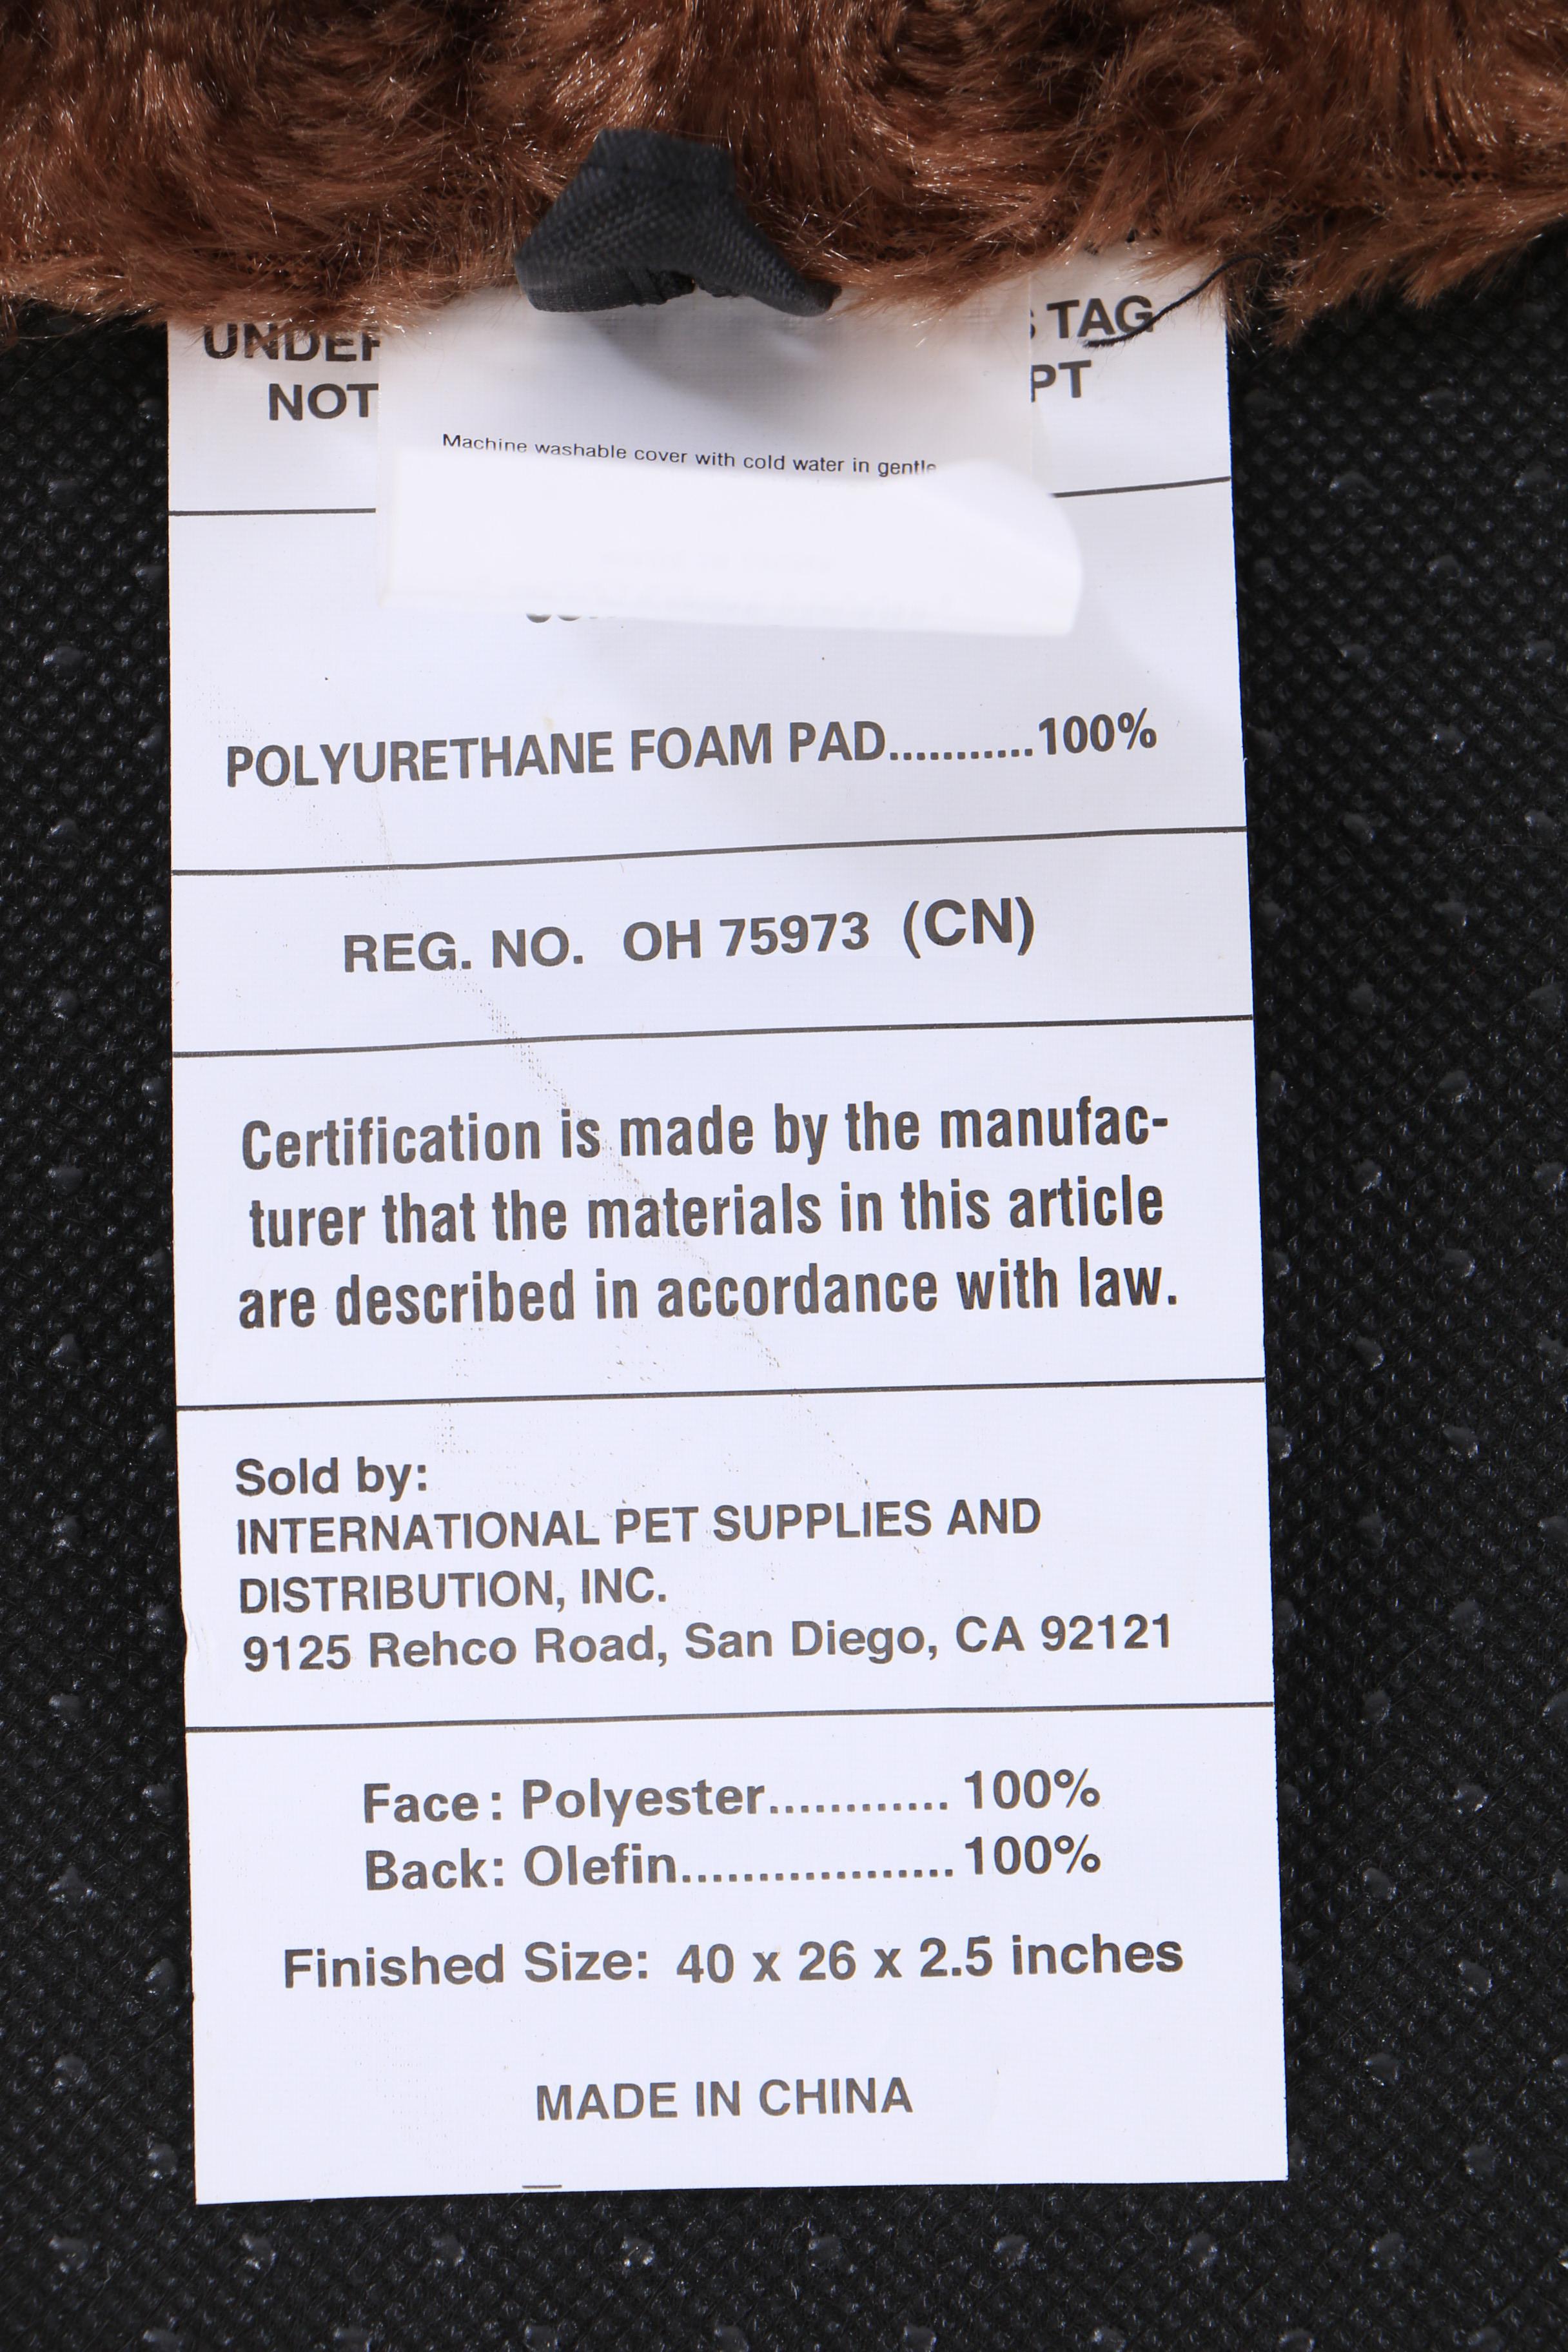 TAG
NOT
Machine washable cover with cold water in gentle
POLYURETHANE FOAM PAD...........100%
REG. NO. OH 75973 (CN)
Certification is made by the manufac-
turer that the materials in this article
are described in accordance with law.
Sold by:
INTERNATIONAL PET SUPPLIES AND
DISTRIBUTION, INC.
9125 Rehco Road, San Diego, CA 92121
Face: Polyester............ 100%
Back: Olefin.................. 100%
Finished Size: 40 x 26 x 2.5 inches
MADE IN CHINA